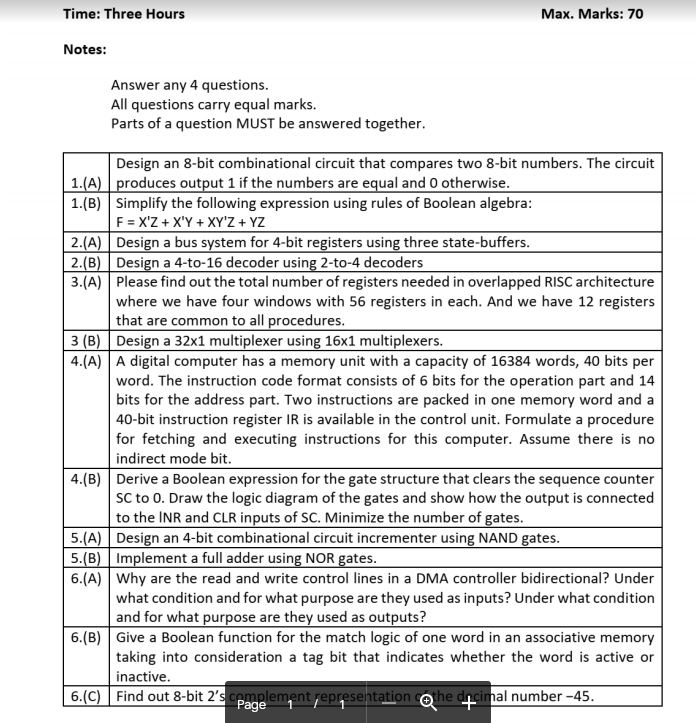 Time: Three Hours Max. Marks: 70
Notes:
Answer any 4 questions.
All questions carry equal marks.
Parts of a question MUST be answered together.
Design an 8-bit combinational circuit that compares two 8-bit numbers. The circuit
1.(A) produces output 1 if the numbers are equal and 0 otherwise.
1.(B) Simplify the following expression using rules of Boolean algebra:
F = X'Z + X'Y + XY'Z + YZ
2.(A) Design a bus system for 4-bit registers using three state-buffers.
2.(B) Design a 4-to-16 decoder using 2-to-4 decoders
3.(A) Please find out the total number of registers needed in overlapped RISC architecture
where we have four windows with 56 registers in each. And we have 12 registers
that are common to all procedures.
3 (B) Design a 32x1 multiplexer using 16x1 multiplexers.
4.(A) A digital computer has a memory unit with a capacity of 16384 words, 40 bits per
word. The instruction code format consists of 6 bits for the operation part and 14
bits for the address part. Two instructions are packed in one memory word and a
40-bit instruction register IR is available in the control unit. Formulate a procedure
for fetching and executing instructions for this computer. Assume there is no
indirect mode bit.
4.(B) Derive a Boolean expression for the gate structure that clears the sequence counter
SC to 0. Draw the logic diagram of the gates and show how the output is connected
to the INR and CLR inputs of SC. Minimize the number of gates.
5.(A) Design an 4-bit combinational circuit incrementer using NAND gates.
5.(B) Implement a full adder using NOR gates.
6.(A) Why are the read and write control lines in a DMA controller bidirectional? Under
what condition and for what purpose are they used as inputs? Under what condition
and for what purpose are they used as outputs?
6.(B) Give a Boolean function for the match logic of one word in an associative memory
taking into consideration a tag bit that indicates whether the word is active or
inactive.
6.(C) Find out 8-bit 2's complement representation of the decimal number −45.
Page 1 / 1